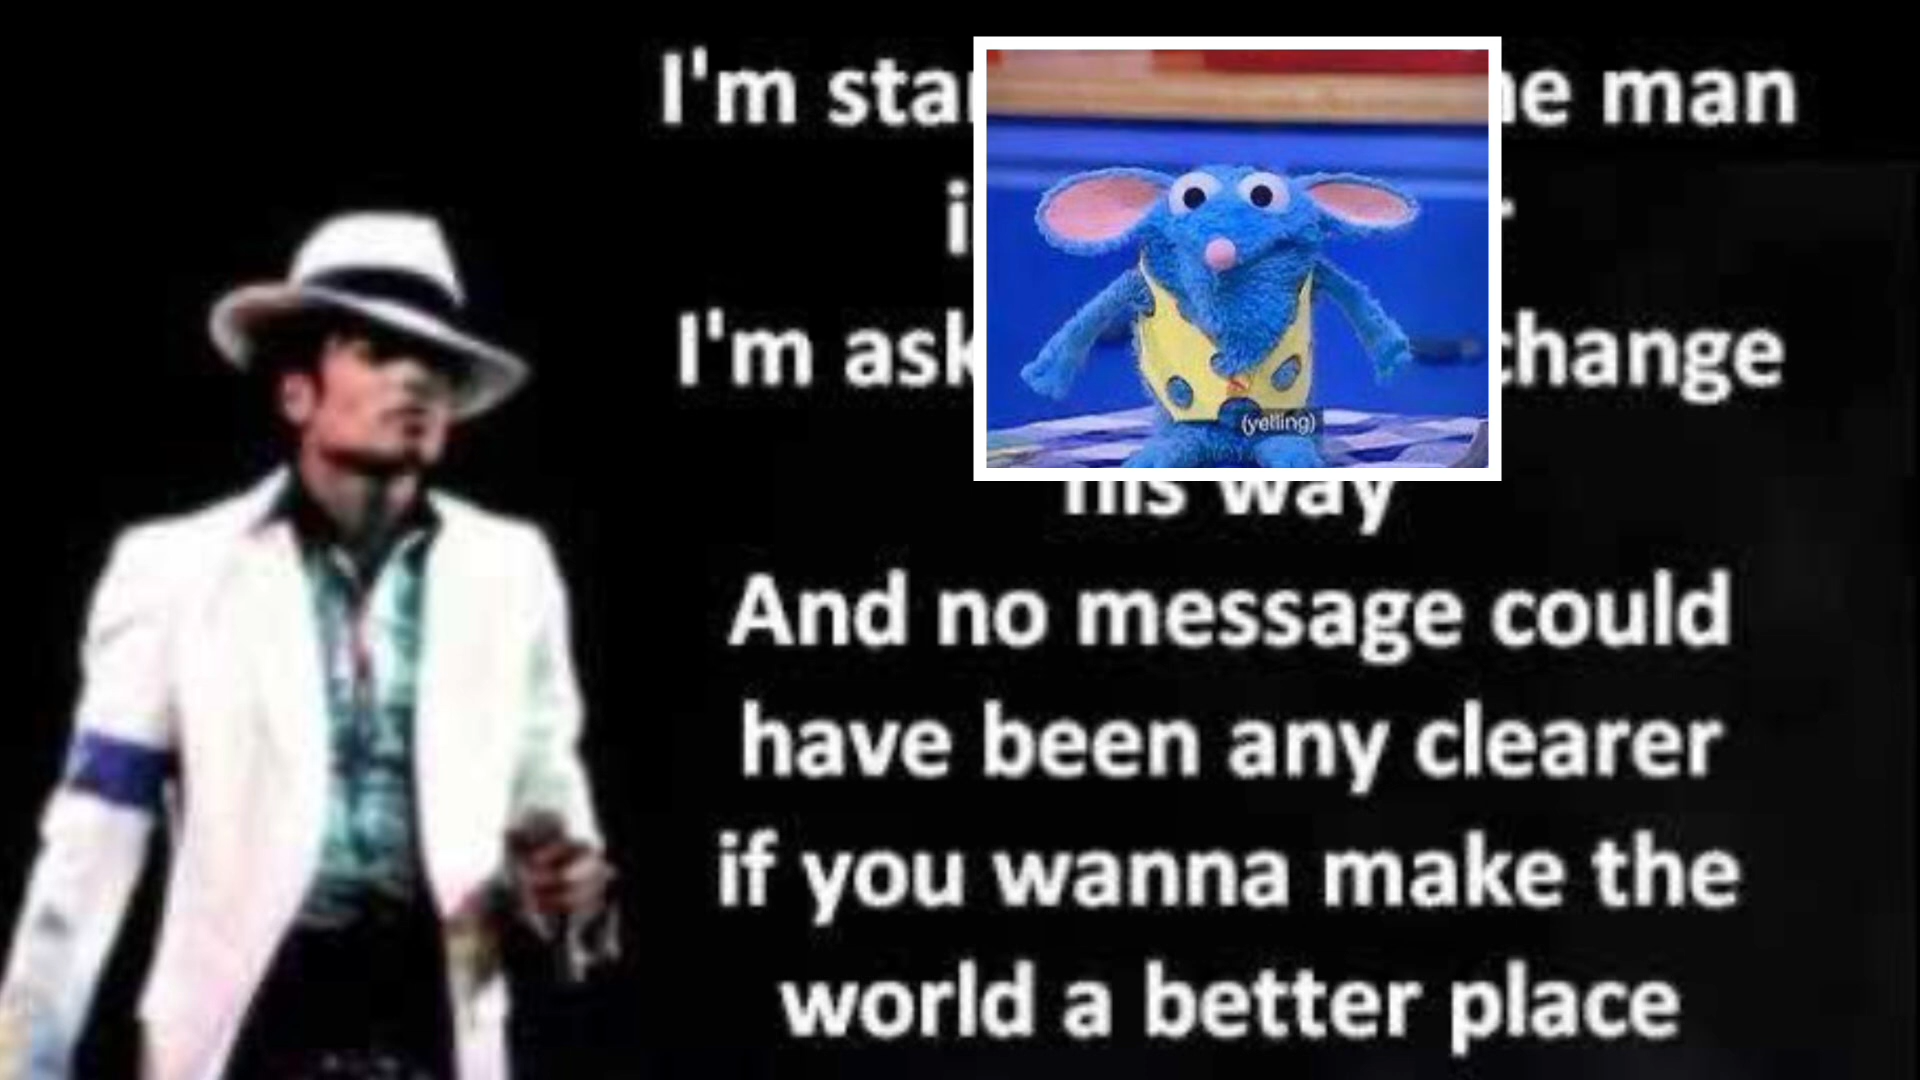 I'm man
I'm change
(yelling)
his way
And no message could
have been any clearer
if you wanna make the
world a better place